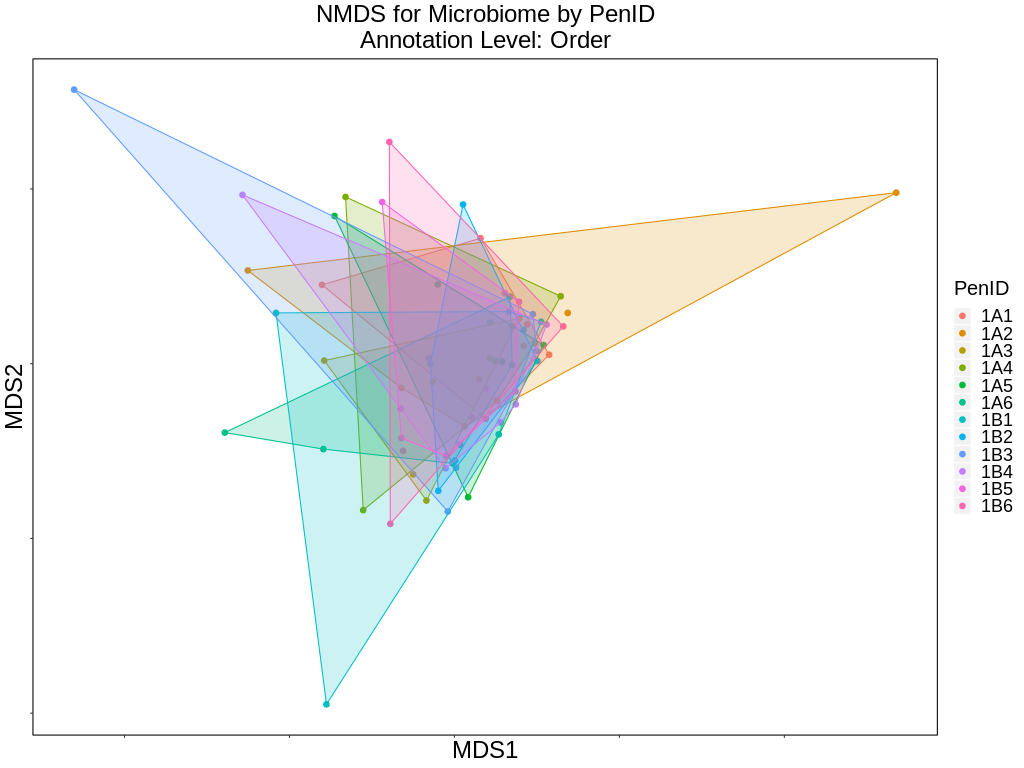 NMDS for Microbiome by PenID
Annotation Level: Order
MDS2
MDS1
PenID
1A1
1A2
1A3
1A4
1A5
1A6
1B1
1B2
1B3
1B4
1B5
1B6